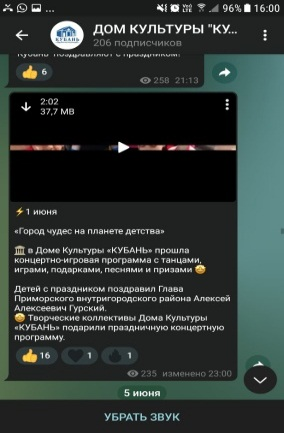 96% 16:00
ДОМ КУЛЬТУРЫ "КУ...
206 подписчиков
КУБАНЬ
6
258 21:13
2:02
37,7 MB
⚡1 июня
«Город чудес на планете детства»
🏛 в Доме Культуры «КУБАНЬ» прошла
концертно-игровая программа с танцами,
играми, подарками, песнями и призами 🤩
Детей с праздником поздравил Глава
Приморского внутригородского района Алексей
Алексеевич Гурский.
🤩 Творческие коллективы Дома Культуры
«КУБАНЬ» подарили праздничную концертную
программу.
👍 16 🖤 1 🔥 1
235 изменено 23:00
5 июня
УБРАТЬ ЗВУК